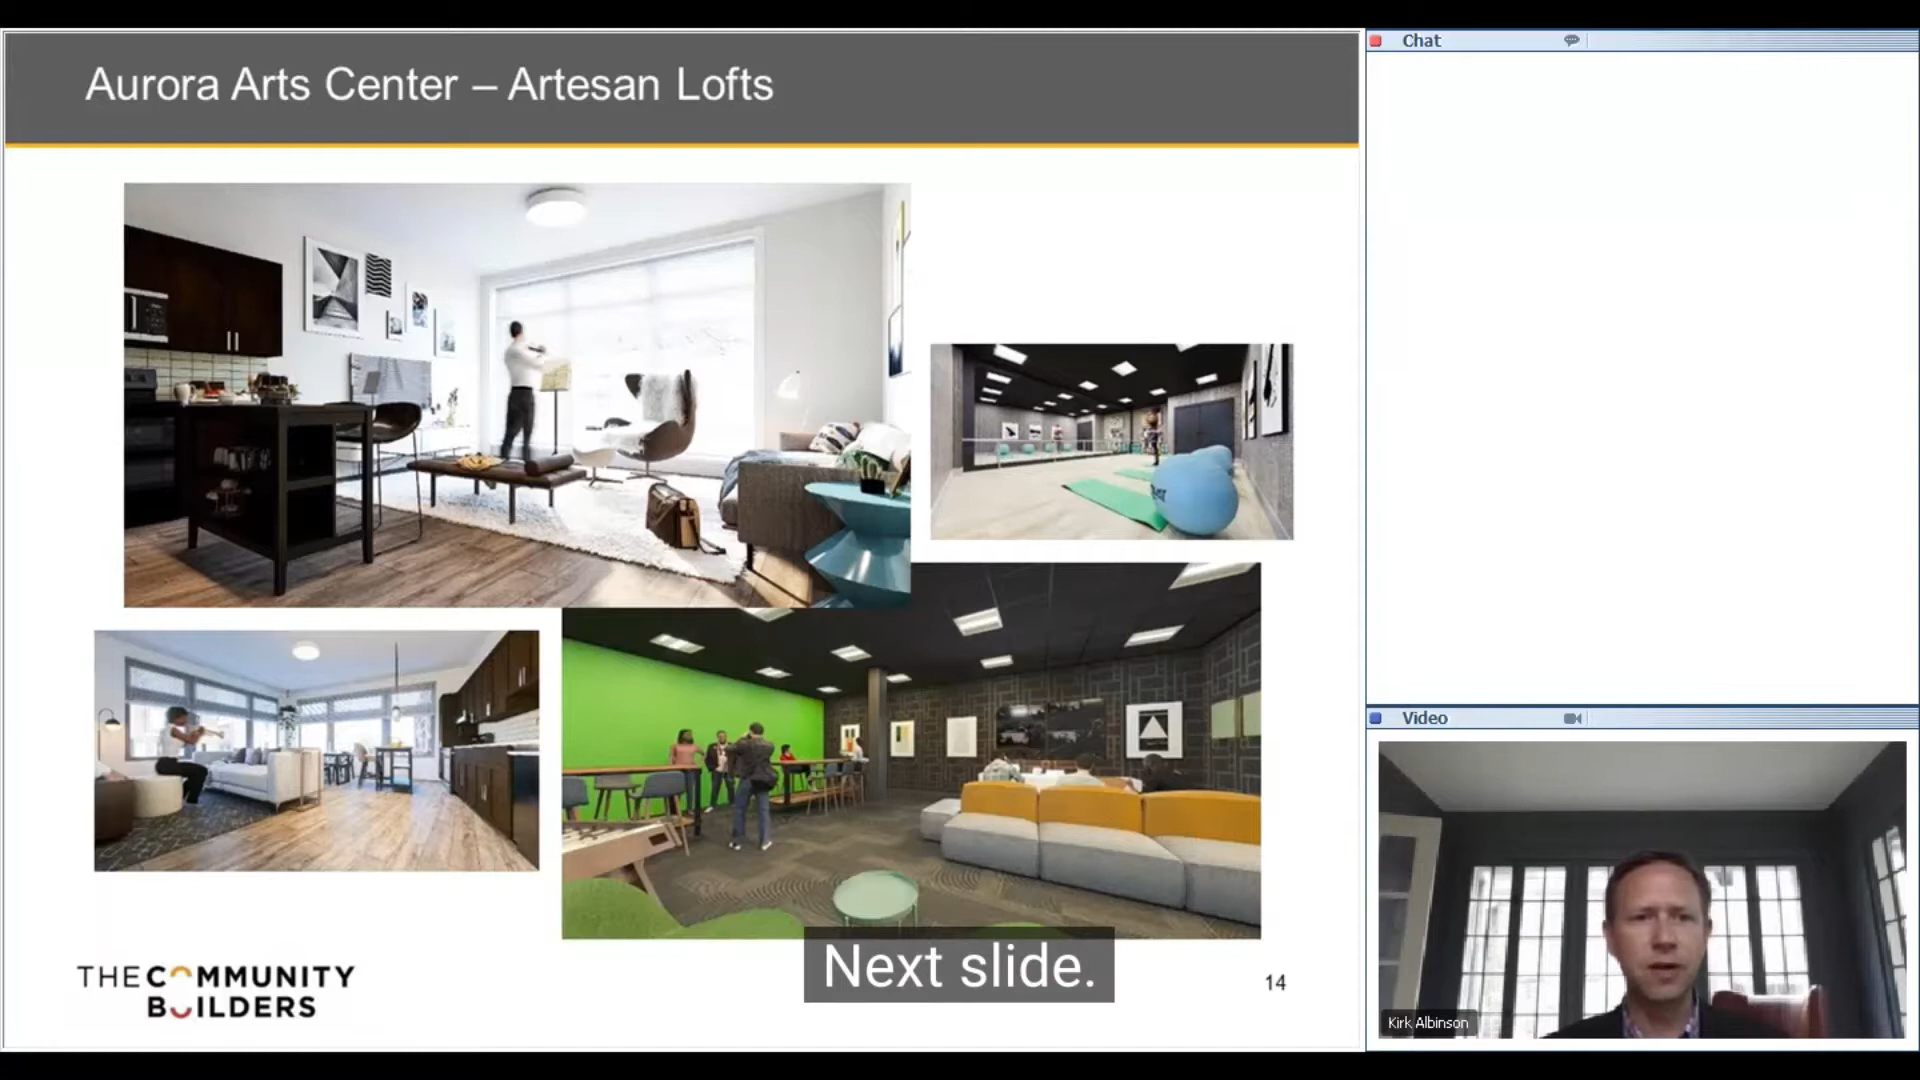 Aurora Arts Center – Artesan Lofts
Chat
Video
THE COMMUNITY
BUILDERS
Next slide.
14
Kirk Albinson